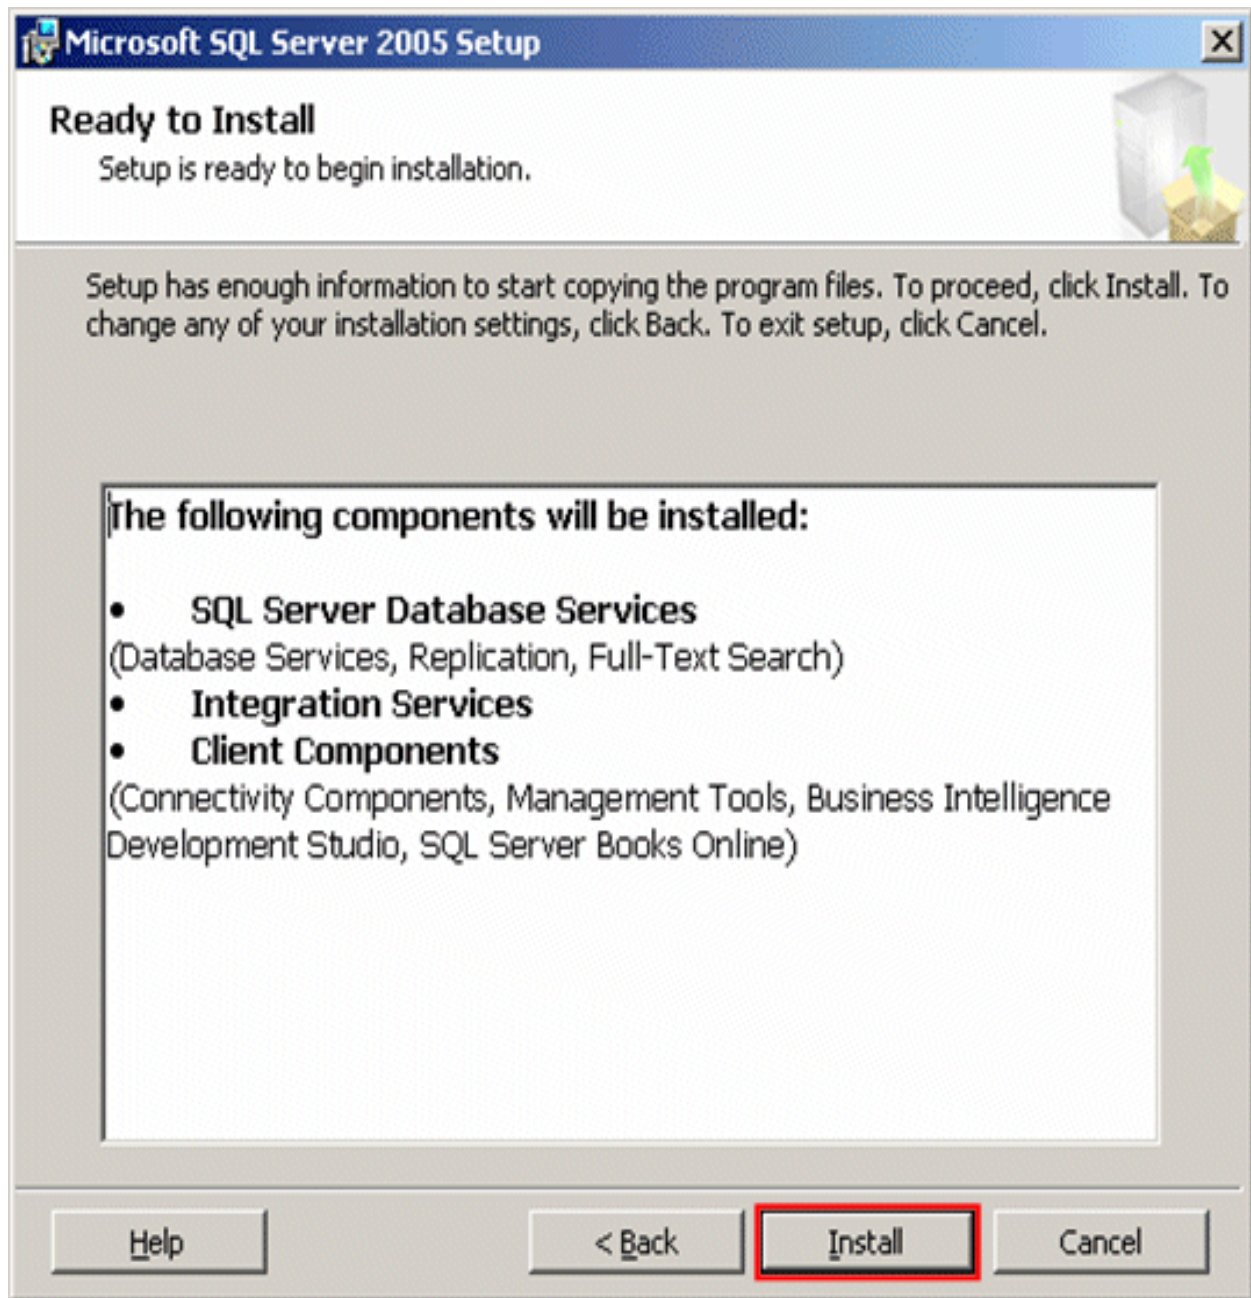 Microsoft SQL Server 2005 Setup
Ready to Install
Setup is ready to begin installation.
Setup has enough information to start copying the program files. To proceed, click Install. To
change any of your installation settings, click Back. To exit setup, click Cancel.
The following components will be installed:
• SQL Server Database Services
(Database Services, Replication, Full-Text Search)
• Integration Services
• Client Components
(Connectivity Components, Management Tools, Business Intelligence
Development Studio, SQL Server Books Online)
Help
< Back
Install
Cancel